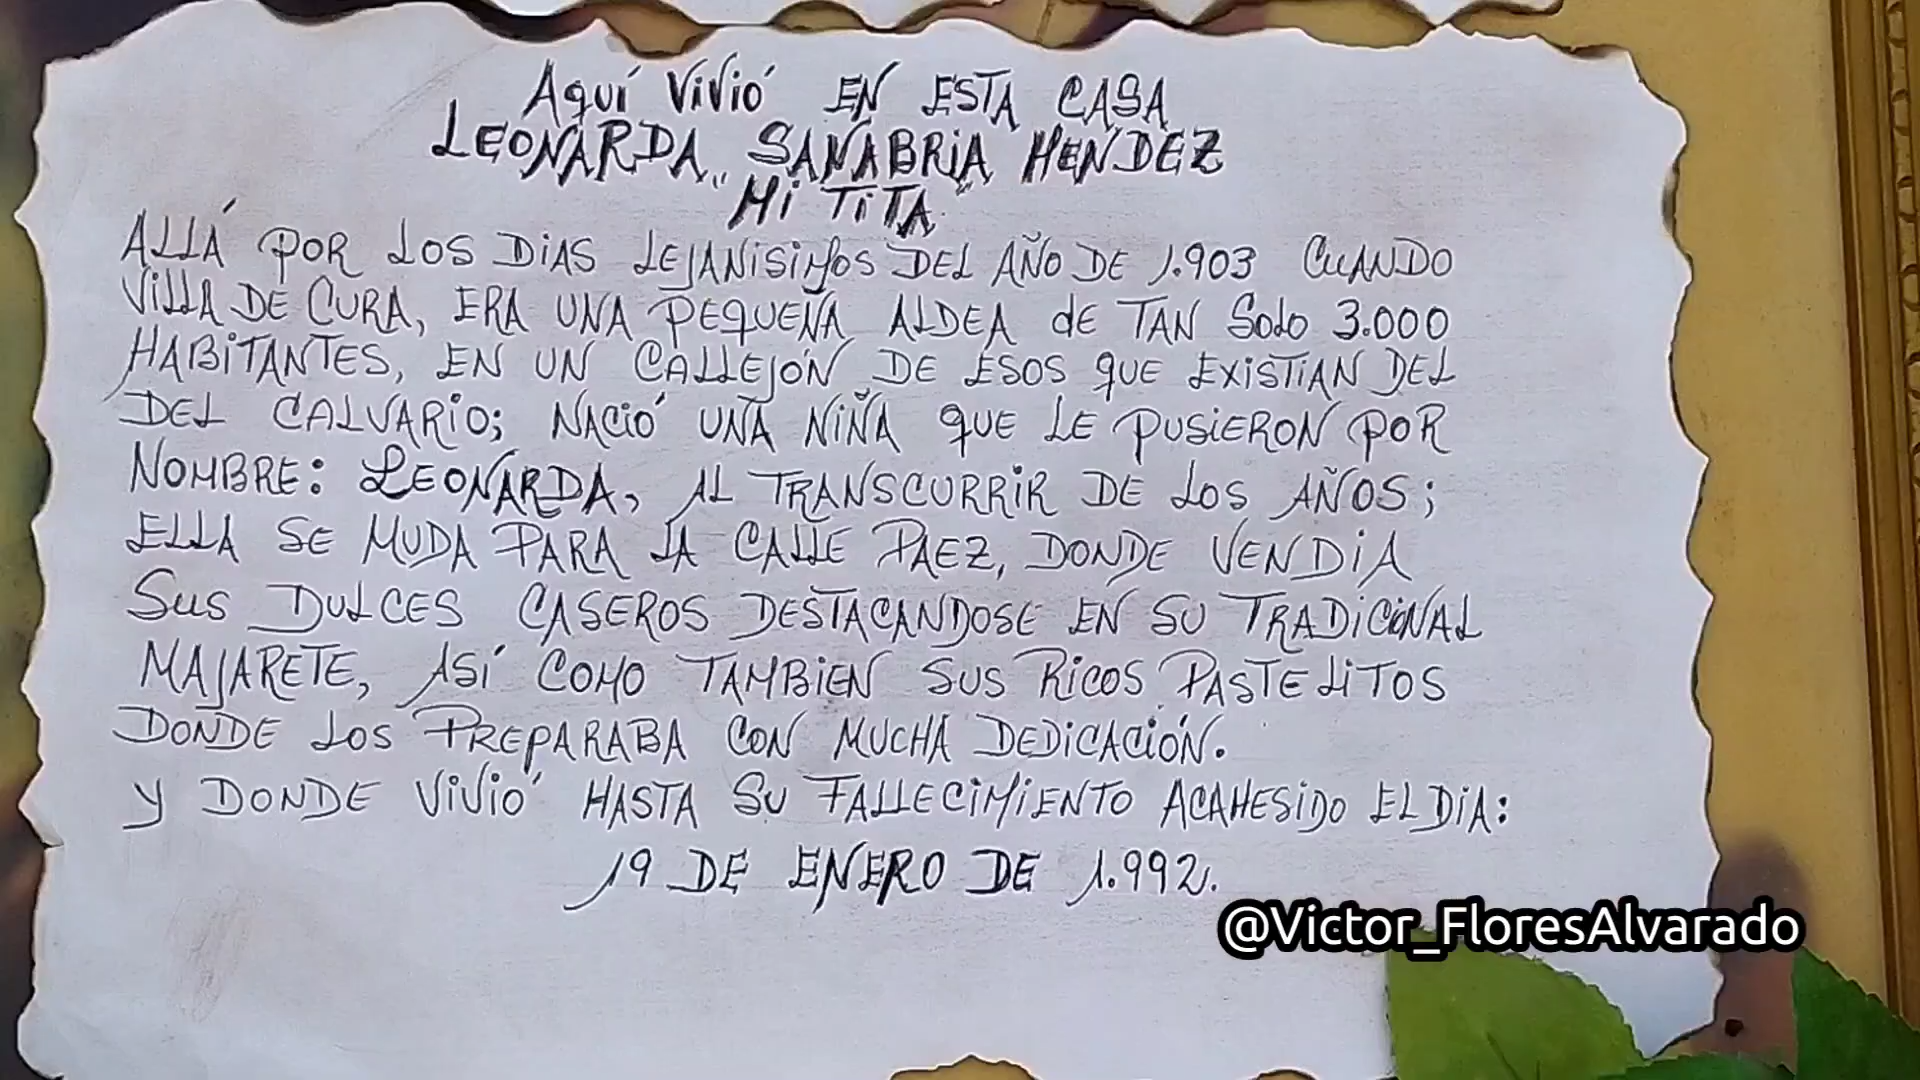 Aquí Vivió EN ESTA CASA
LEONARDA SANABRIA MENDEZ
"Mi TiTA"
ALLÁ POR LOS DiAS LEJANiSiMOS DEL AÑO DE 1.903 CUANDO
ViLLA DE CURA, ERA UNA PEQUEÑA ALDEA dE TAN SoLo 3.000
HABiTANTES, EN UN CALLEJÓN DE ESOS QUE EXiSTiAN DEL
DEL CALVARiO; NACió UÑA NiÑA QUE LE PUSiERON POR
NOMBRE: LEONARDA, AL TRANSCURRiR DE LOS AÑOS;
ELLA SE MUDA PARA LA CALLE PAEZ, DONDE VENDiA
SuS DULCES CASEROS DESTACANDOSE EN SU TRADiCiNAL
MAJARETE, ASí COMO TAMBiEN SUS RiCOS PASTELiTOS
DONDE LOS PREPARABA CON MUCHA DEDiCACióN.
Y DONDE ViVió HASTA SU FALLECiMiENTO ACAHESiDO EL DiA:
19 DE ENERO DE 1.992.
@Victor_FloresAlvarado